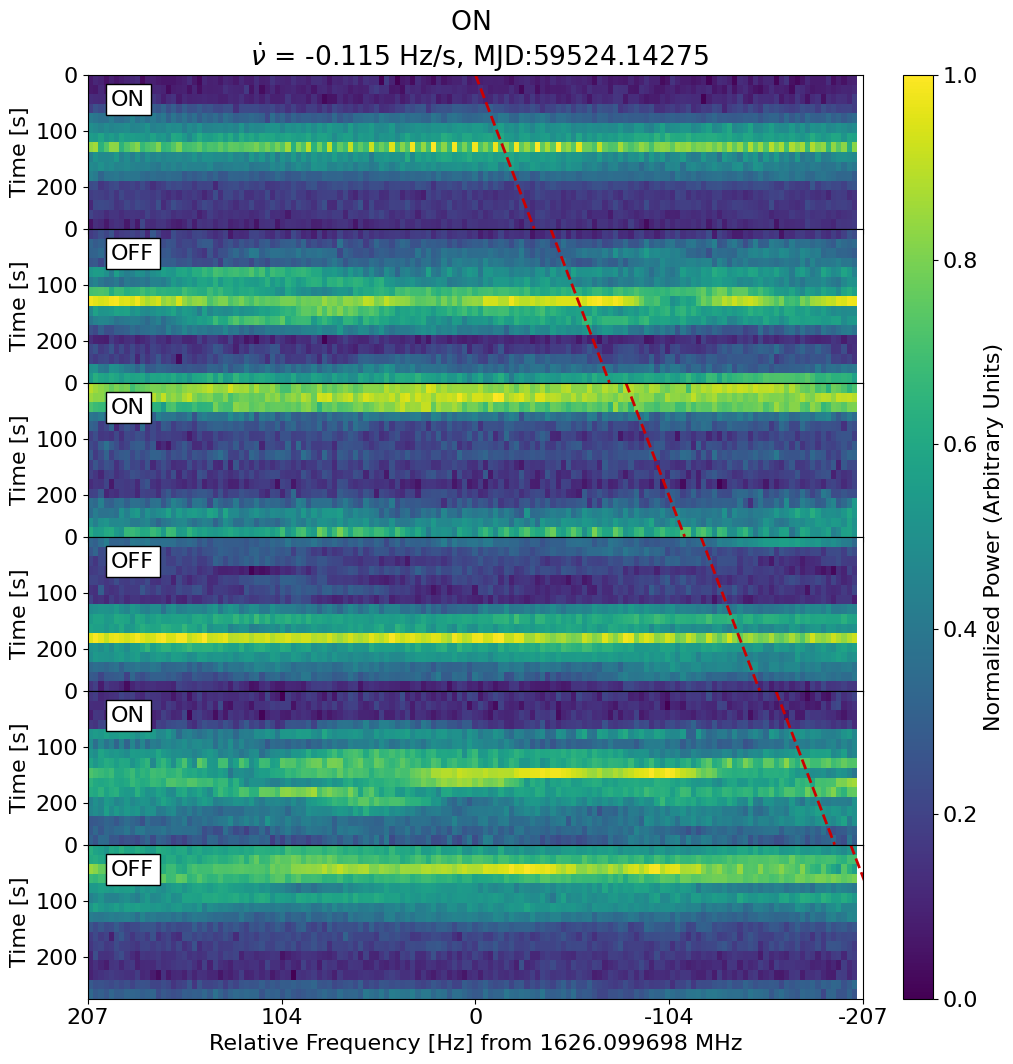 ON
ν̇ = -0.115 Hz/s, MJD:59524.14275
0
ON
100
200
Time [s]
0
OFF
100
200
Time [s]
0
ON
100
200
Time [s]
0
OFF
100
200
Time [s]
0
ON
100
200
Time [s]
0
OFF
100
200
Time [s]
207
104
0
-104
-207
Relative Frequency [Hz] from 1626.099698 MHz
1.0
0.8
0.6
0.4
0.2
0.0
Normalized Power (Arbitrary Units)